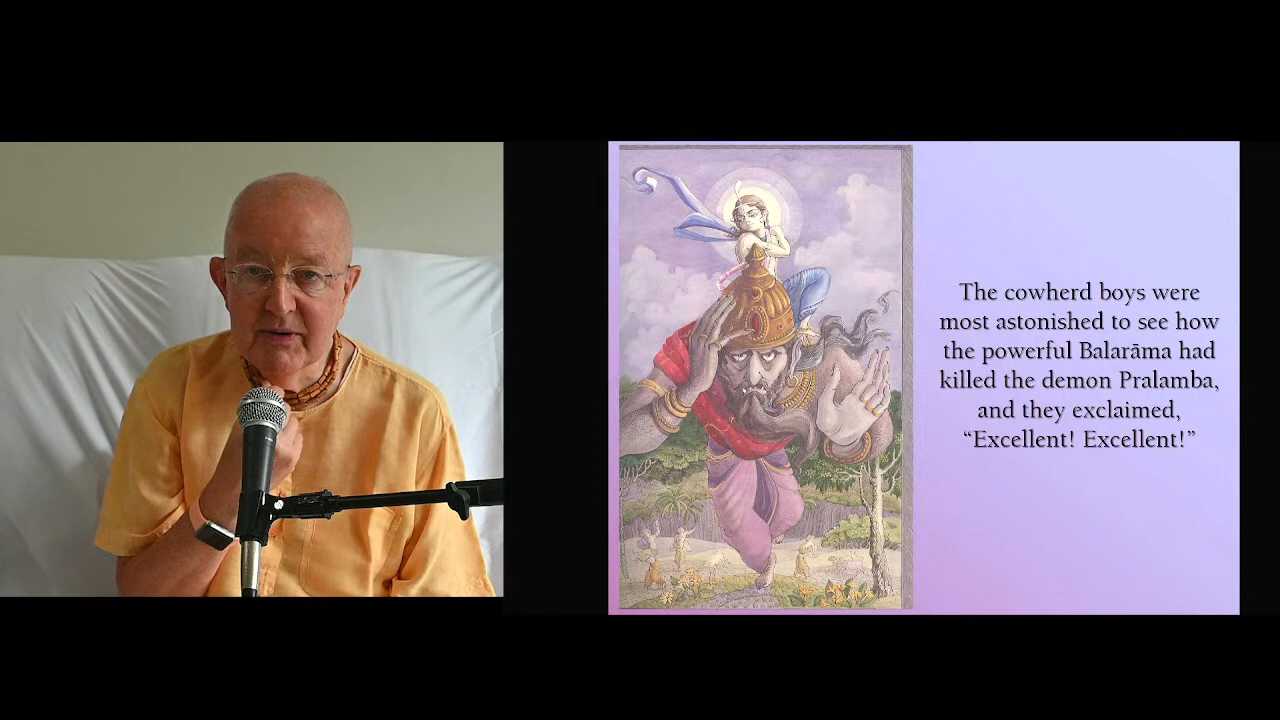 The cowherd boys were
most astonished to see how
the powerful Balarāma had
killed the demon Pralamba,
and they exclaimed,
“Excellent! Excellent!”